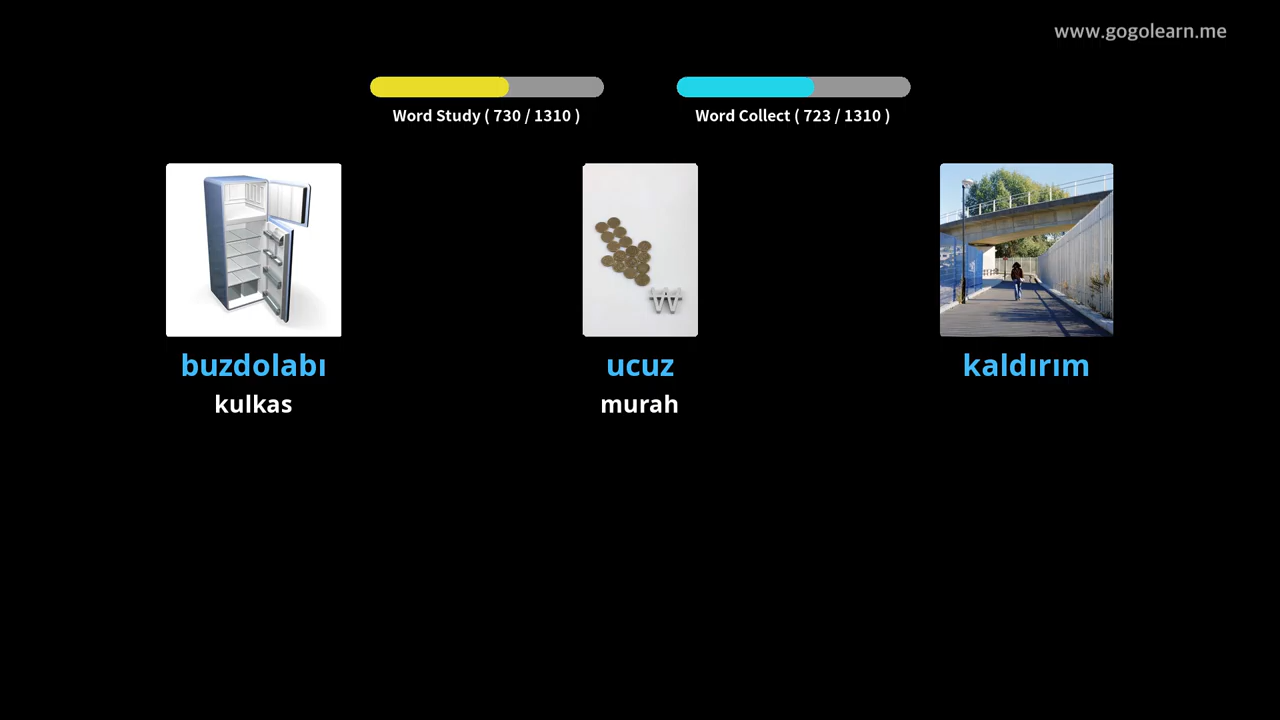 www.gogolearn.me
Word Study ( 730 / 1310 )
Word Collect ( 723 / 1310 )
buzdolabı
kulkas
ucuz
murah
kaldırım